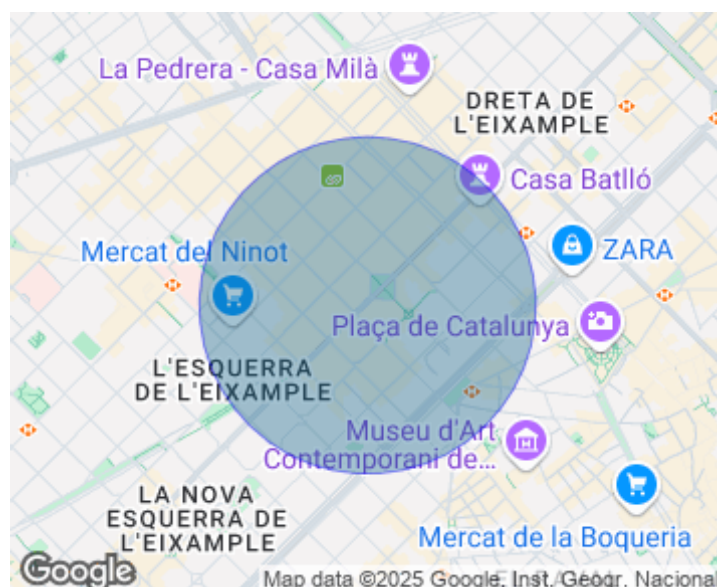 La Pedrera - Casa Milà
DRETA DE
L'EIXAMPLE
Casa Batlló
Mercat del Ninot
ZARA
Plaça de Catalunya
L'ESQUERRA
DE L'EIXAMPLE
Museu d'Art
Contemporani de...
LA NOVA
ESQUERRA DE
L'EIXAMPLE
Mercat de la Boqueria
Google
Map data ©2025 Google, Inst. Geogr. Nacional